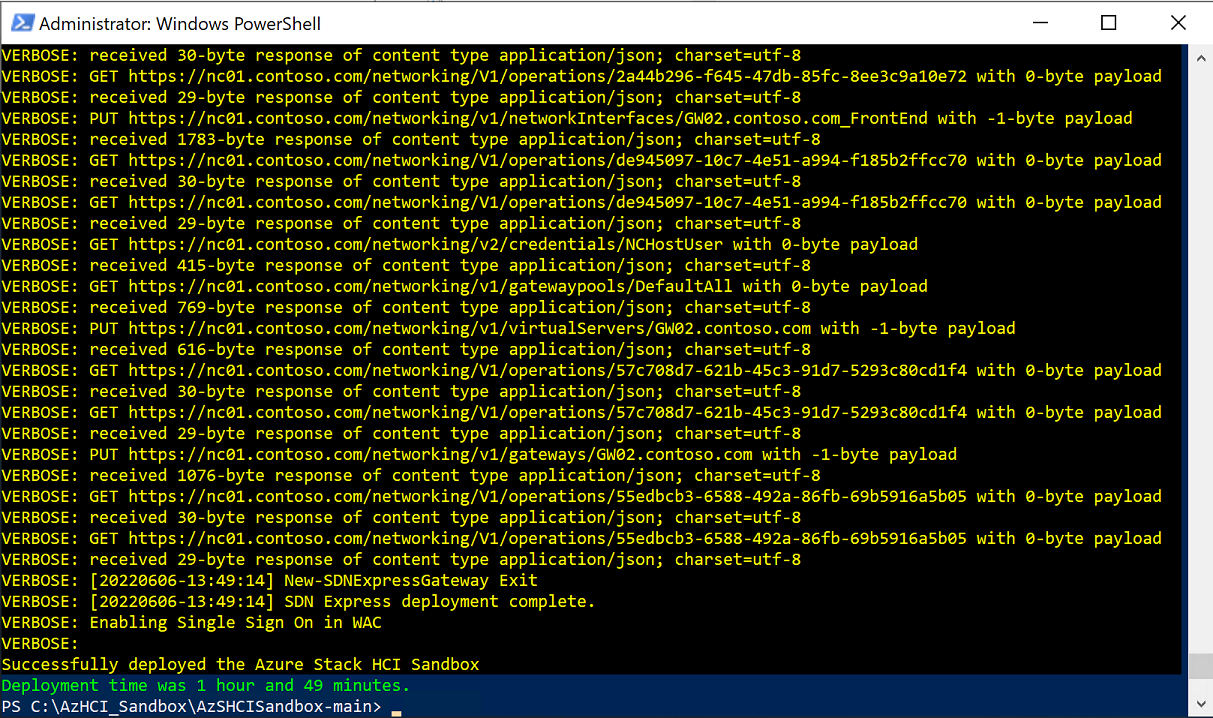 Administrator: Windows PowerShell
VERBOSE: received 30-byte response of content type application/json; charset=utf-8
VERBOSE: GET https://nc01.contoso.com/networking/V1/operations/2a44b296-f645-47db-85fc-8ee3c9a10e72 with 0-byte payload
VERBOSE: received 29-byte response of content type application/json; charset=utf-8
VERBOSE: PUT https://nc01.contoso.com/networking/v1/networkInterfaces/GW02.contoso.com_FrontEnd with -1-byte payload
VERBOSE: received 1783-byte response of content type application/json; charset=utf-8
VERBOSE: GET https://nc01.contoso.com/networking/V1/operations/de945097-10c7-4e51-a994-f185b2ffcc70 with 0-byte payload
VERBOSE: received 30-byte response of content type application/json; charset=utf-8
VERBOSE: GET https://nc01.contoso.com/networking/V1/operations/de945097-10c7-4e51-a994-f185b2ffcc70 with 0-byte payload
VERBOSE: received 29-byte response of content type application/json; charset=utf-8
VERBOSE: GET https://nc01.contoso.com/networking/v2/credentials/NCHostUser with 0-byte payload
VERBOSE: received 415-byte response of content type application/json; charset=utf-8
VERBOSE: GET https://nc01.contoso.com/networking/v1/gatewaypools/DefaultAll with 0-byte payload
VERBOSE: received 769-byte response of content type application/json; charset=utf-8
VERBOSE: PUT https://nc01.contoso.com/networking/v1/virtualServers/GW02.contoso.com with -1-byte payload
VERBOSE: received 616-byte response of content type application/json; charset=utf-8
VERBOSE: GET https://nc01.contoso.com/networking/V1/operations/57c708d7-621b-45c3-91d7-5293c80cd1f4 with 0-byte payload
VERBOSE: received 30-byte response of content type application/json; charset=utf-8
VERBOSE: GET https://nc01.contoso.com/networking/V1/operations/57c708d7-621b-45c3-91d7-5293c80cd1f4 with 0-byte payload
VERBOSE: received 29-byte response of content type application/json; charset=utf-8
VERBOSE: PUT https://nc01.contoso.com/networking/v1/gateways/GW02.contoso.com with -1-byte payload
VERBOSE: received 1076-byte response of content type application/json; charset=utf-8
VERBOSE: GET https://nc01.contoso.com/networking/V1/operations/55edbcb3-6588-492a-86fb-69b5916a5b05 with 0-byte payload
VERBOSE: received 30-byte response of content type application/json; charset=utf-8
VERBOSE: GET https://nc01.contoso.com/networking/V1/operations/55edbcb3-6588-492a-86fb-69b5916a5b05 with 0-byte payload
VERBOSE: received 29-byte response of content type application/json; charset=utf-8
VERBOSE: [20220606-13:49:14] New-SDNExpressGateway Exit
VERBOSE: [20220606-13:49:14] SDN Express deployment complete.
VERBOSE: Enabling Single Sign On in WAC
VERBOSE:
Successfully deployed the Azure Stack HCI Sandbox
Deployment time was 1 hour and 49 minutes.
PS C:\AzHCI_Sandbox\AzSHCISandbox-main> _